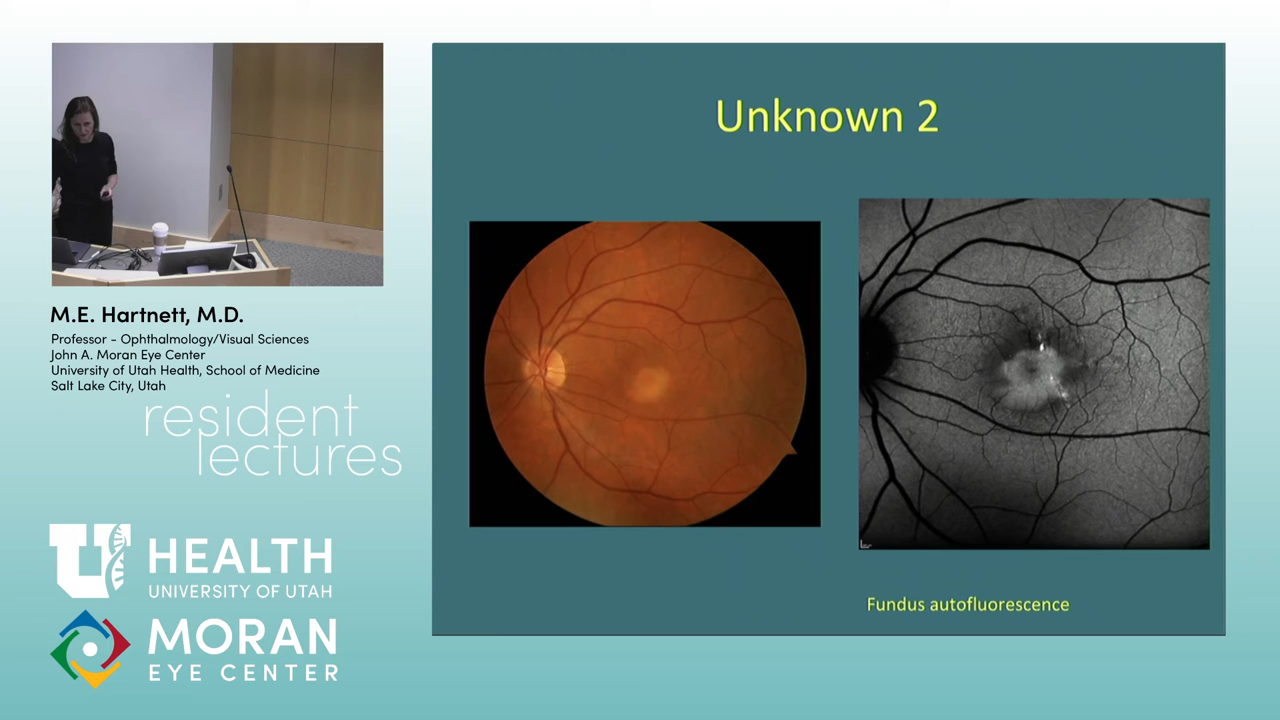 Unknown 2
M.E. Hartnett, M.D.
Professor - Ophthalmology/Visual Sciences
John A. Moran Eye Center
University of Utah Health, School of Medicine
Salt Lake City, Utah
resident
lectures
U HEALTH
UNIVERSITY OF UTAH
MORAN
EYE CENTER
Fundus autofluorescence